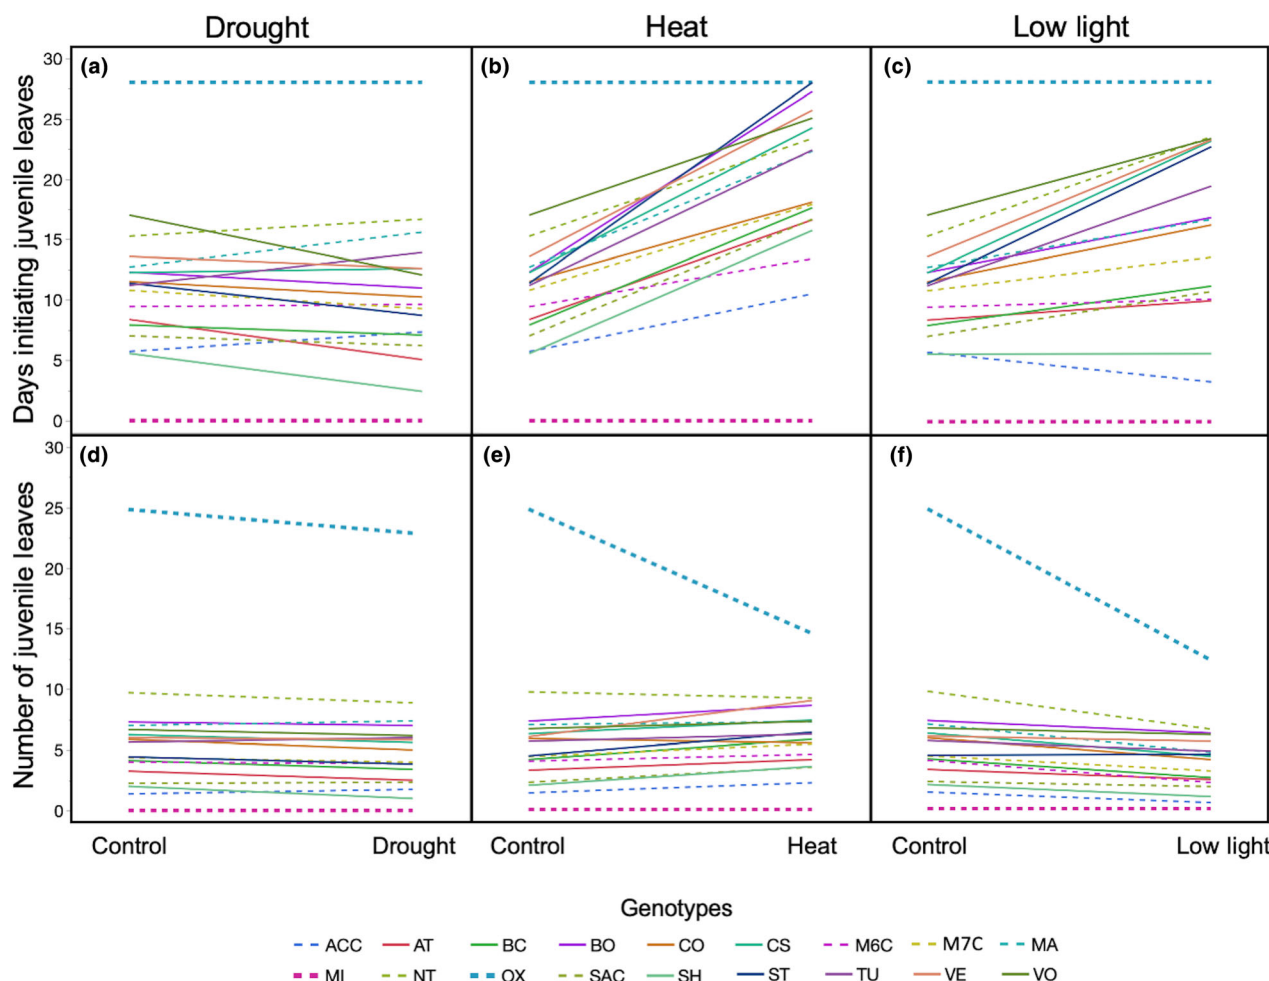 Drought Heat Low light
(a) (b) (c)
Days initiating juvenile leaves
30
25
20
15
10
5
0
(d) (e) (f)
Number of juvenile leaves
30
25
20
15
10
5
0
Control Drought Control Heat Control Low light
Genotypes
ACC AT BC BO CO CS M6C M7C MA
MI NT OX SAC SH ST TU VE VO